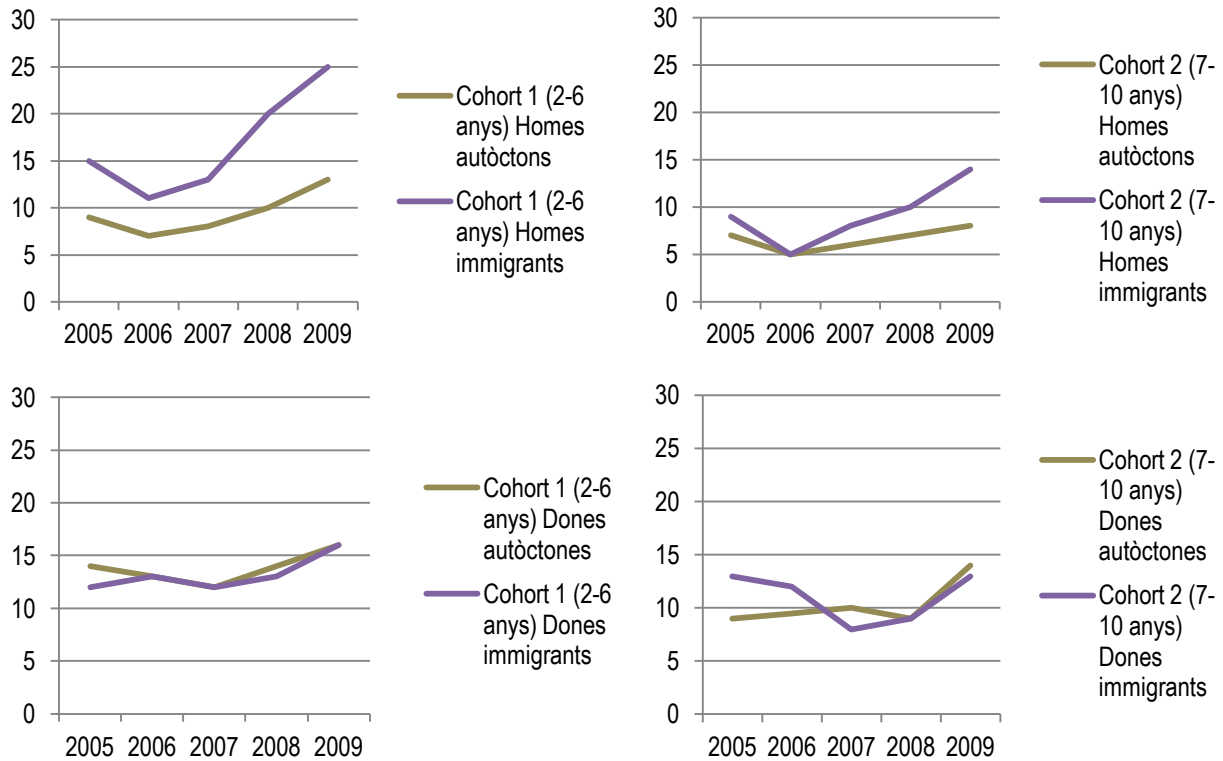 30
25
20
15
10
5
0
2005 2006 2007 2008 2009
Cohort 1 (2-6
anys) Homes
autòctons
Cohort 1 (2-6
anys) Homes
immigrants
30
25
20
15
10
5
0
2005 2006 2007 2008 2009
Cohort 2 (7-
10 anys)
Homes
autòctons
Cohort 2 (7-
10 anys)
Homes
immigrants
30
25
20
15
10
5
0
2005 2006 2007 2008 2009
Cohort 1 (2-6
anys) Dones
autòctones
Cohort 1 (2-6
anys) Dones
immigrants
30
25
20
15
10
5
0
2005 2006 2007 2008 2009
Cohort 2 (7-
10 anys)
Dones
autòctones
Cohort 2 (7-
10 anys)
Dones
immigrants